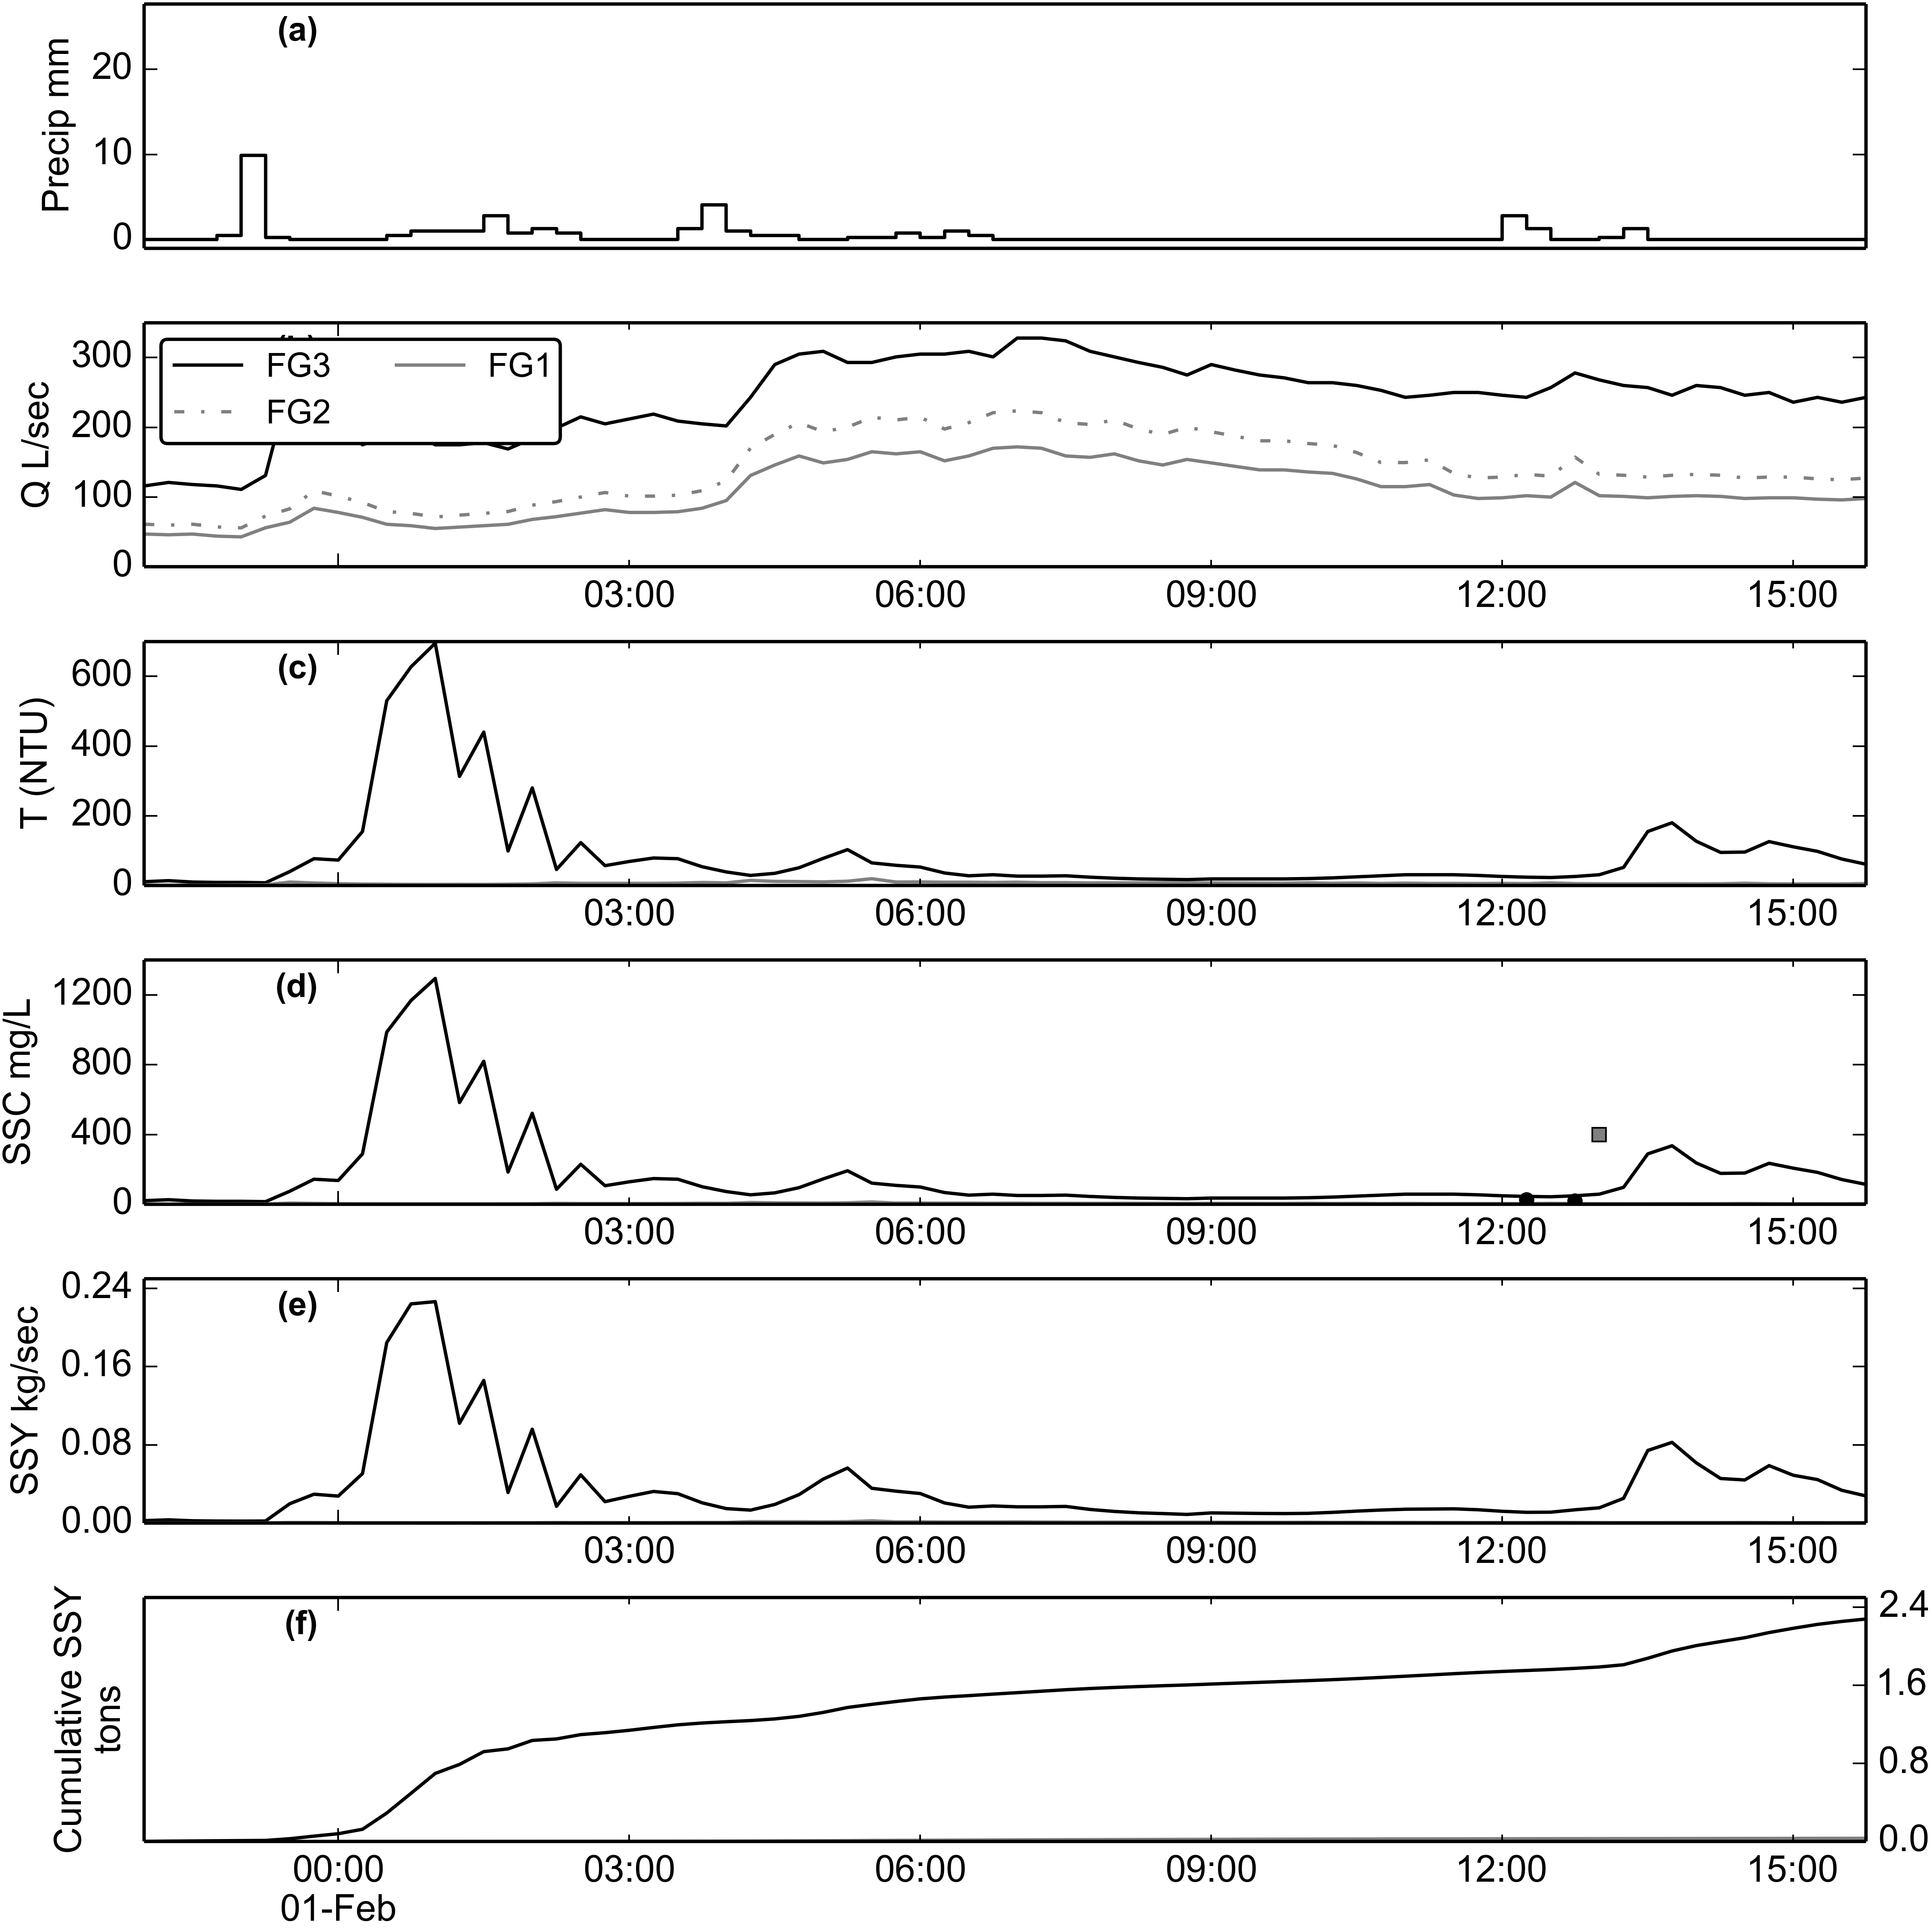 (a)
Precip mm
20
10
0
Q L/sec
300
200
100
0
FG3
FG1
FG2
03:00 06:00 09:00 12:00 15:00
(c)
T (NTU)
600
400
200
0
03:00 06:00 09:00 12:00 15:00
(d)
SSC mg/L
1200
800
400
0
03:00 06:00 09:00 12:00 15:00
(e)
SSY kg/sec
0.24
0.16
0.08
0.00
03:00 06:00 09:00 12:00 15:00
(f)
Cumulative SSY
tons
2.4
1.6
0.8
0.0
00:00 03:00 06:00 09:00 12:00 15:00
01-Feb